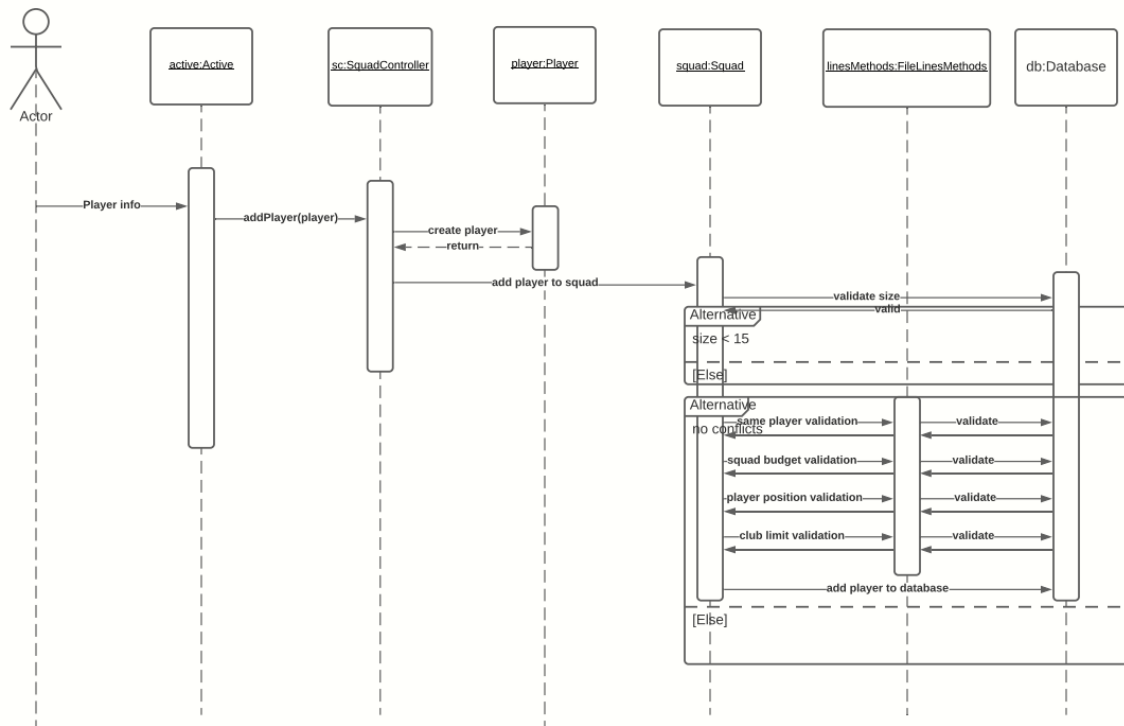 Actor
active:Active
sc:SquadController
player:Player
squad:Squad
linesMethods:FileLinesMethods
db:Database
Player info
addPlayer(player)
create player
return
add player to squad
validate size
valid
Alternative
size < 15
[Else]
Alternative
no conflicts
same player validation
validate
squad budget validation
validate
player position validation
validate
club limit validation
validate
add player to database
[Else]